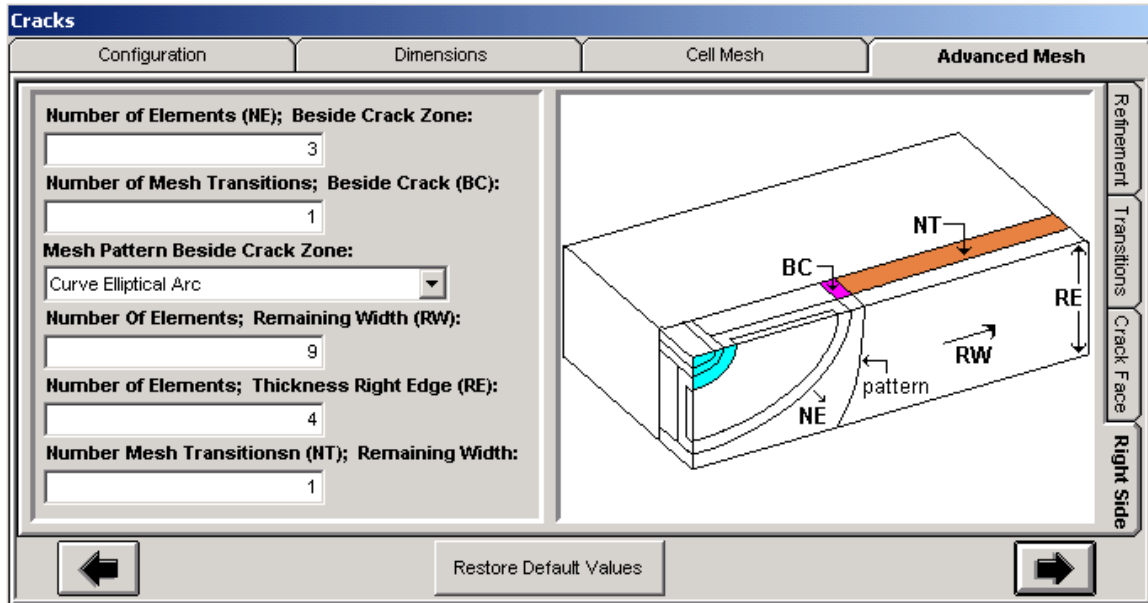 Cracks
Configuration
Dimensions
Cell Mesh
Advanced Mesh
Number of Elements (NE); Beside Crack Zone:
3
Number of Mesh Transitions; Beside Crack (BC):
1
Mesh Pattern Beside Crack Zone:
Curve Elliptical Arc
Number Of Elements; Remaining Width (RW):
9
Number of Elements; Thickness Right Edge (RE):
4
Number Mesh Transitionsn (NT); Remaining Width:
1
NT
BC
RE
RW
pattern
NE
Refinement
Transitions
Crack Face
Right Side
Restore Default Values